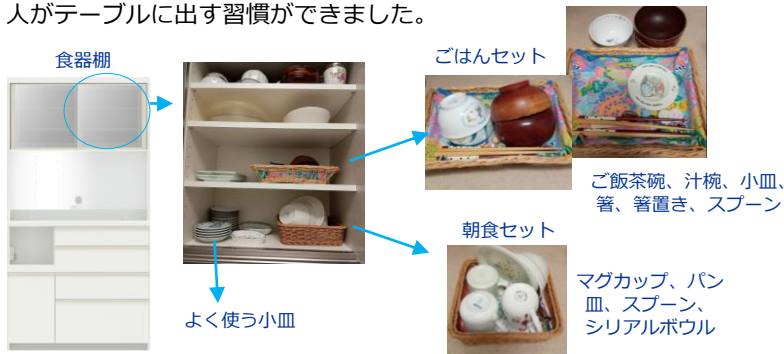 人がテーブルに出す習慣ができました。
食器棚
ごはんセット
ご飯茶碗、汁椀、小皿、
箸、箸置き、スプーン
朝食セット
マグカップ、パン
皿、スプーン、
シリアルボウル
よく使う小皿